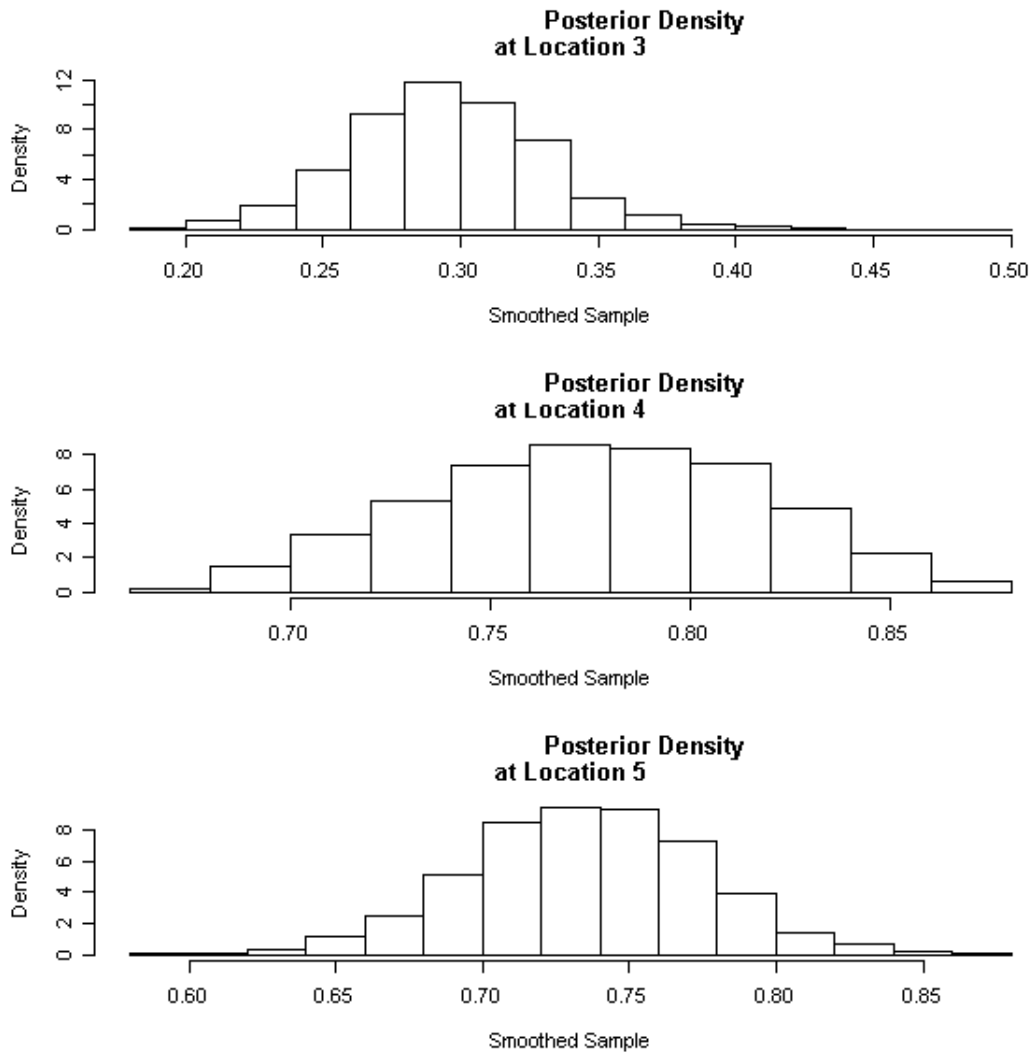 Posterior Density
at Location 3
Density
0 4 8 12
0.20 0.25 0.30 0.35 0.40 0.45 0.50
Smoothed Sample
Posterior Density
at Location 4
Density
0 2 4 6 8
0.70 0.75 0.80 0.85
Smoothed Sample
Posterior Density
at Location 5
Density
0 2 4 6 8
0.60 0.65 0.70 0.75 0.80 0.85
Smoothed Sample